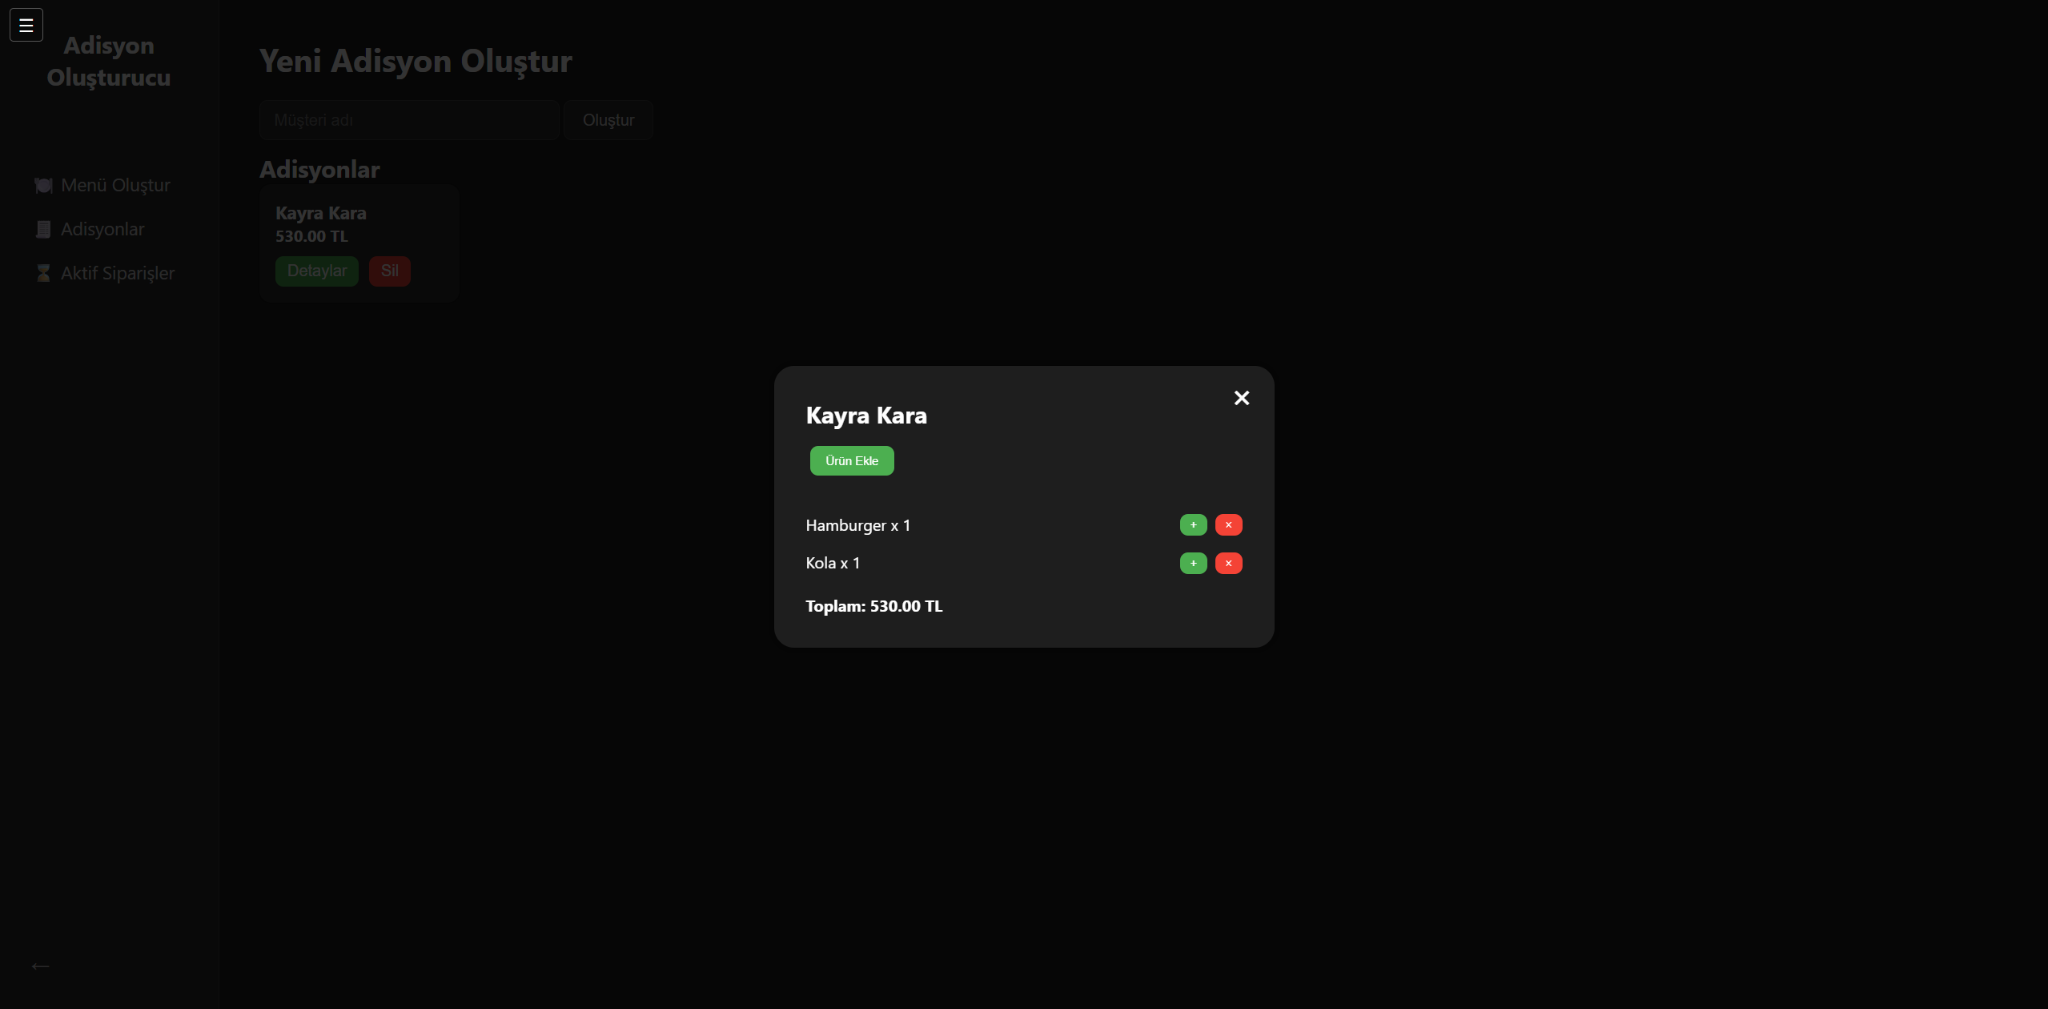 ☰
Adisyon
Oluşturucu
🍽️ Menü Oluştur
🧾 Adisyonlar
⏳ Aktif Siparişler
←
Yeni Adisyon Oluştur
Müşteri adı
Oluştur
Adisyonlar
Kayra Kara
530.00 TL
Detaylar Sil
×
Kayra Kara
Ürün Ekle
Hamburger x 1 + ×
Kola x 1 + ×
Toplam: 530.00 TL